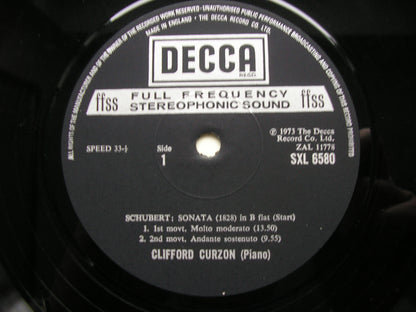 ALL RIGHTS OF THE MANUFACTURER AND OF THE OWNER OF THE RECORDED WORK RESERVED · UNAUTHORISED PUBLIC PERFORMANCE BROADCASTING AND COPYING OF THIS RECORD PROHIBITED
MADE IN ENGLAND · THE DECCA RECORD CO. LTD.
DECCA
REGD.
ffss FULL FREQUENCY STEREOPHONIC SOUND ffss
SPEED 33⅓
Side
1
℗ 1973 The Decca
Record Co. Ltd.
ZAL 11778
SXL 6580
SCHUBERT: SONATA (1828) in B flat (Start)
1. 1st movt. Molto moderato (13.50)
2. 2nd movt. Andante sostenuto (9.55)
CLIFFORD CURZON (Piano)